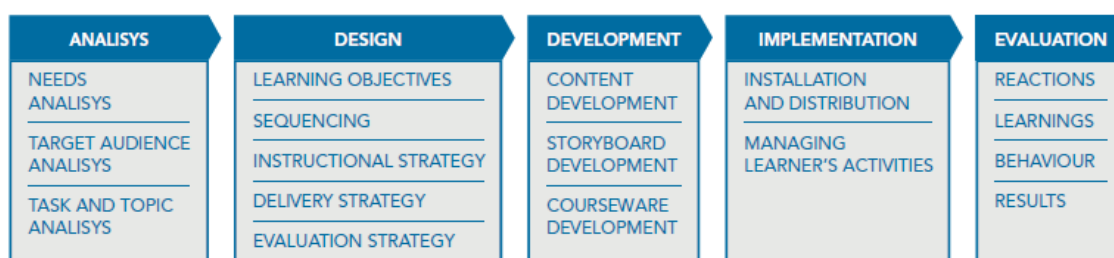 ANALISYS
NEEDS
ANALISYS
TARGET AUDIENCE
ANALISYS
TASK AND TOPIC
ANALISYS
DESIGN
LEARNING OBJECTIVES
SEQUENCING
INSTRUCTIONAL STRATEGY
DELIVERY STRATEGY
EVALUATION STRATEGY
DEVELOPMENT
CONTENT
DEVELOPMENT
STORYBOARD
DEVELOPMENT
COURSEWARE
DEVELOPMENT
IMPLEMENTATION
INSTALLATION
AND DISTRIBUTION
MANAGING
LEARNER'S ACTIVITIES
EVALUATION
REACTIONS
LEARNINGS
BEHAVIOUR
RESULTS